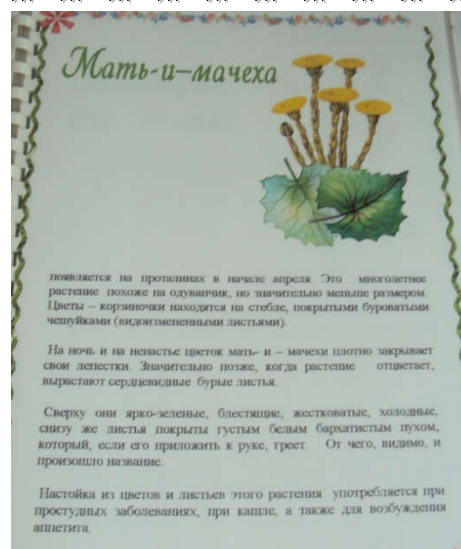 Мать-и–мачеха
появляется на проталинах в начале апреля. Это многолетнее
растение похоже на одуванчик, но значительно меньше размером.
Цветы – корзиночки находятся на стебле, покрытыми буроватыми
чешуйками (видоизмененными листьями).
На ночь и на ненастье цветок мать- и – мачехи плотно закрывает
свои лепестки. Значительно позже, когда растение отцветает,
вырастают сердцевидные бурые листья.
Сверху они ярко-зеленые, блестящие, жестковатые, холодные,
снизу же листья покрыты густым белым бархатистым пухом,
который, если его приложить к руке, греет. От чего, видимо, и
произошло название.
Настойка из цветов и листьев этого растения употребляется при
простудных заболеваниях, при кашле, а также для возбуждения
аппетита.